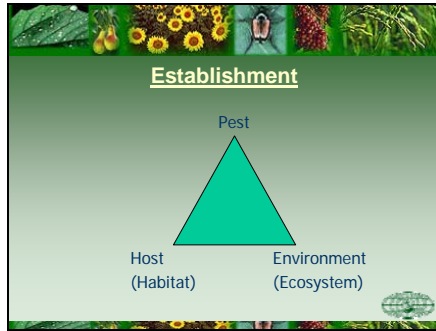 Establishment
Pest
Host
(Habitat)
Environment
(Ecosystem)